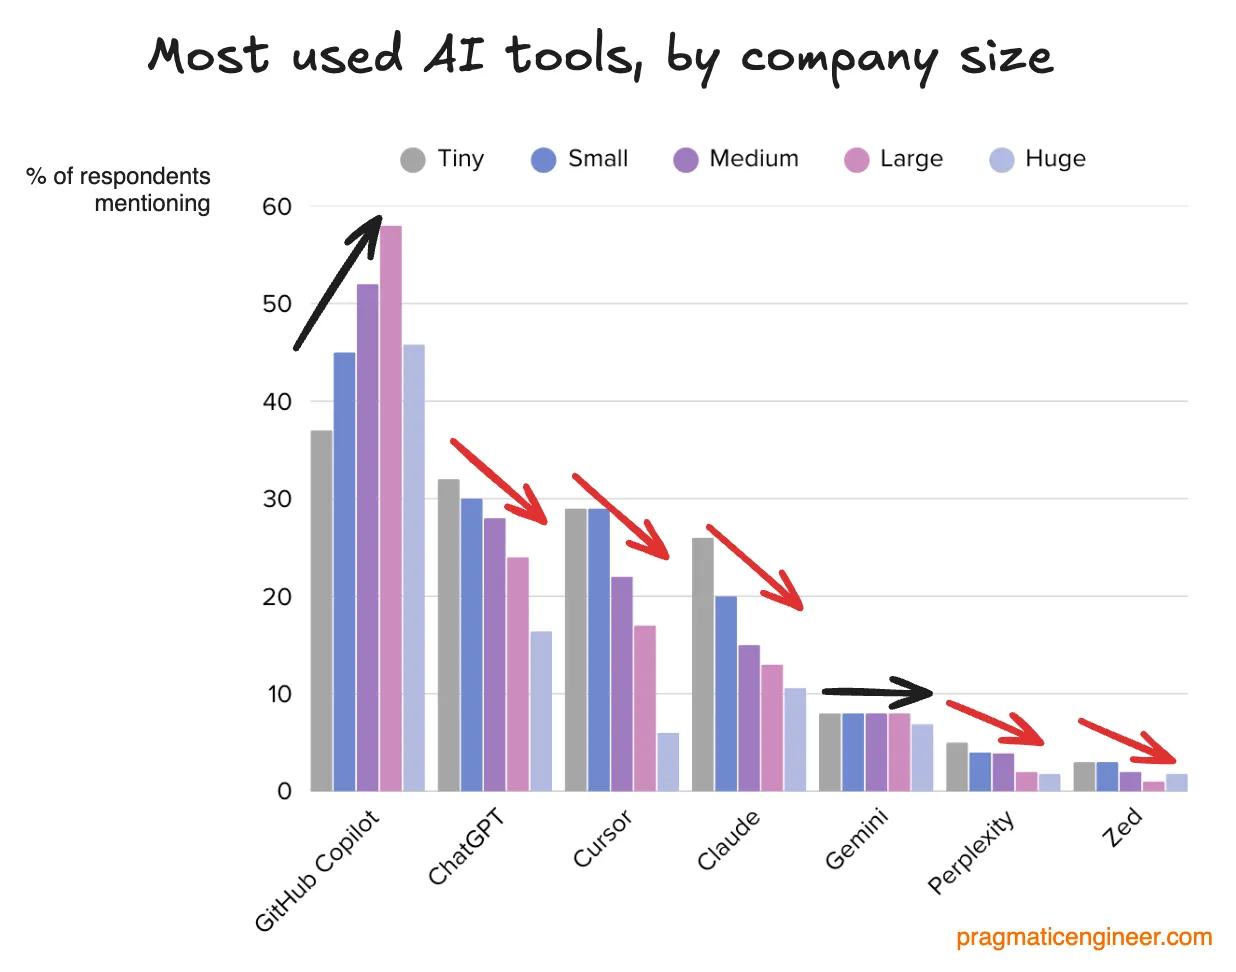 Most used AI tools, by company size
Tiny
Small
Medium
Large
Huge
% of respondents
mentioning
60
50
40
30
20
10
0
GitHub Copilot
ChatGPT
Cursor
Claude
Gemini
Perplexity
Zed
pragmaticengineer.com